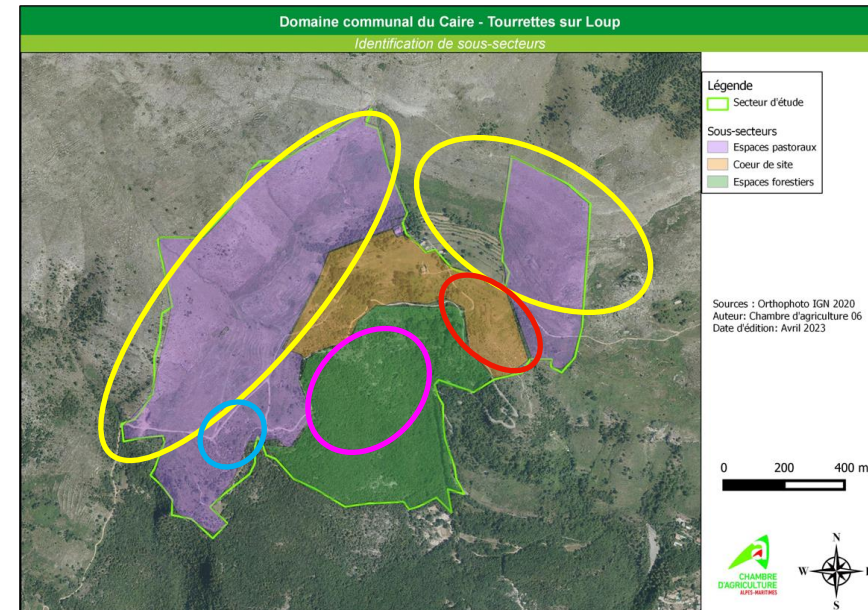 Domaine communal du Caire - Tourrettes sur Loup
Identification de sous-secteurs
Légende
Secteur d'étude
Sous-secteurs
Espaces pastoraux
Coeur de site
Espaces forestiers
Sources : Orthophoto IGN 2020
Auteur: Chambre d'agriculture 06
Date d'édition: Avril 2023
0 200 400 m
CHAMBRE
D'AGRICULTURE
ALPES-MARITIMES
N
W E
S